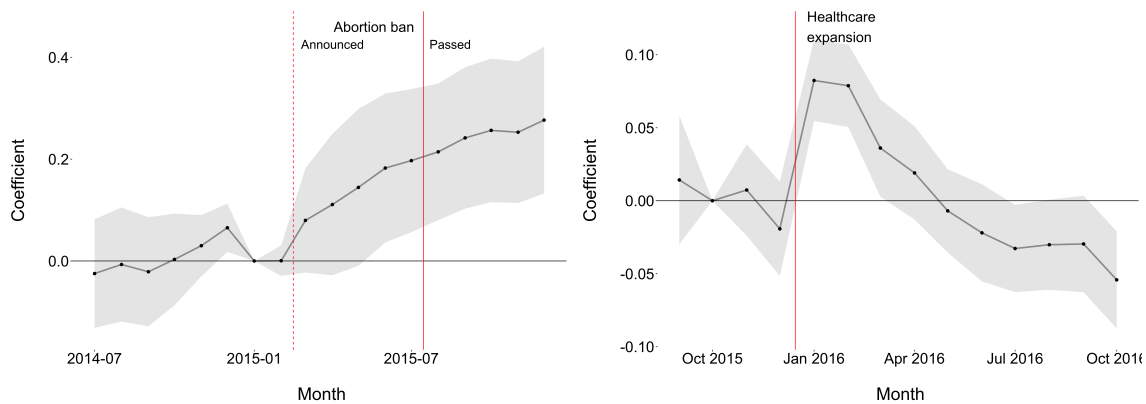 Abortion ban
Announced
Passed
Coefficient
0.4
0.2
0.0
2014-07
2015-01
2015-07
Month
Healthcare
expansion
Coefficient
0.10
0.05
0.00
-0.05
-0.10
Oct 2015
Jan 2016
Apr 2016
Jul 2016
Oct 2016
Month